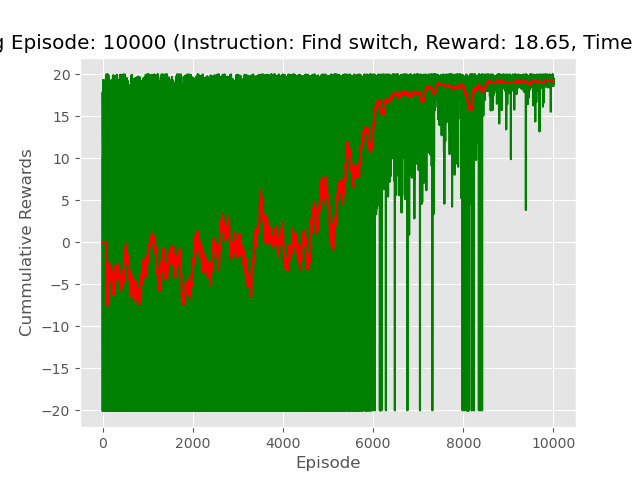 g Episode: 10000 (Instruction: Find switch, Reward: 18.65, Time
20
15
10
5
0
−5
−10
−15
−20
Cummulative Rewards
0 2000 4000 6000 8000 10000
Episode